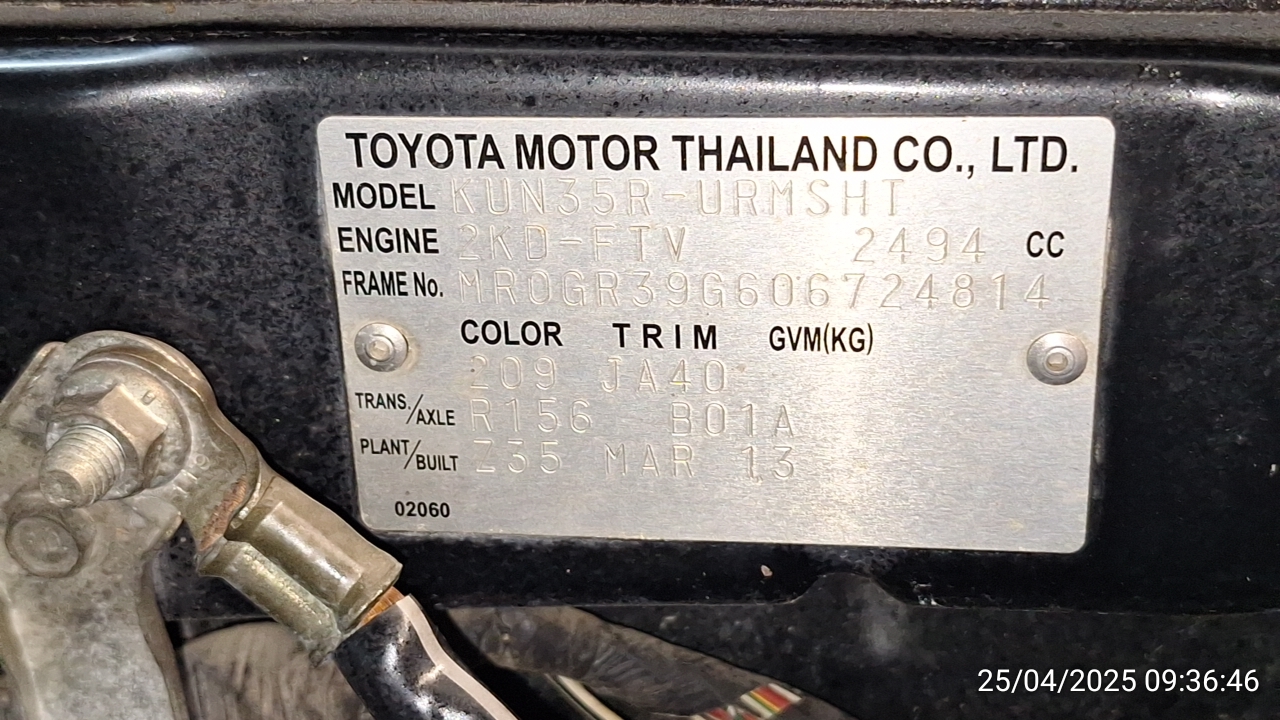 TOYOTA MOTOR THAILAND CO., LTD.
MODEL KUN35R-URMSHT
ENGINE 2KD-FTV 2494 CC
FRAME No. MR0GR39G606724814
COLOR TRIM GVM(KG)
209 JA40
TRANS./AXLE R156 B01A
PLANT/BUILT Z35 MAR 13
02060
25/04/2025 09:36:46